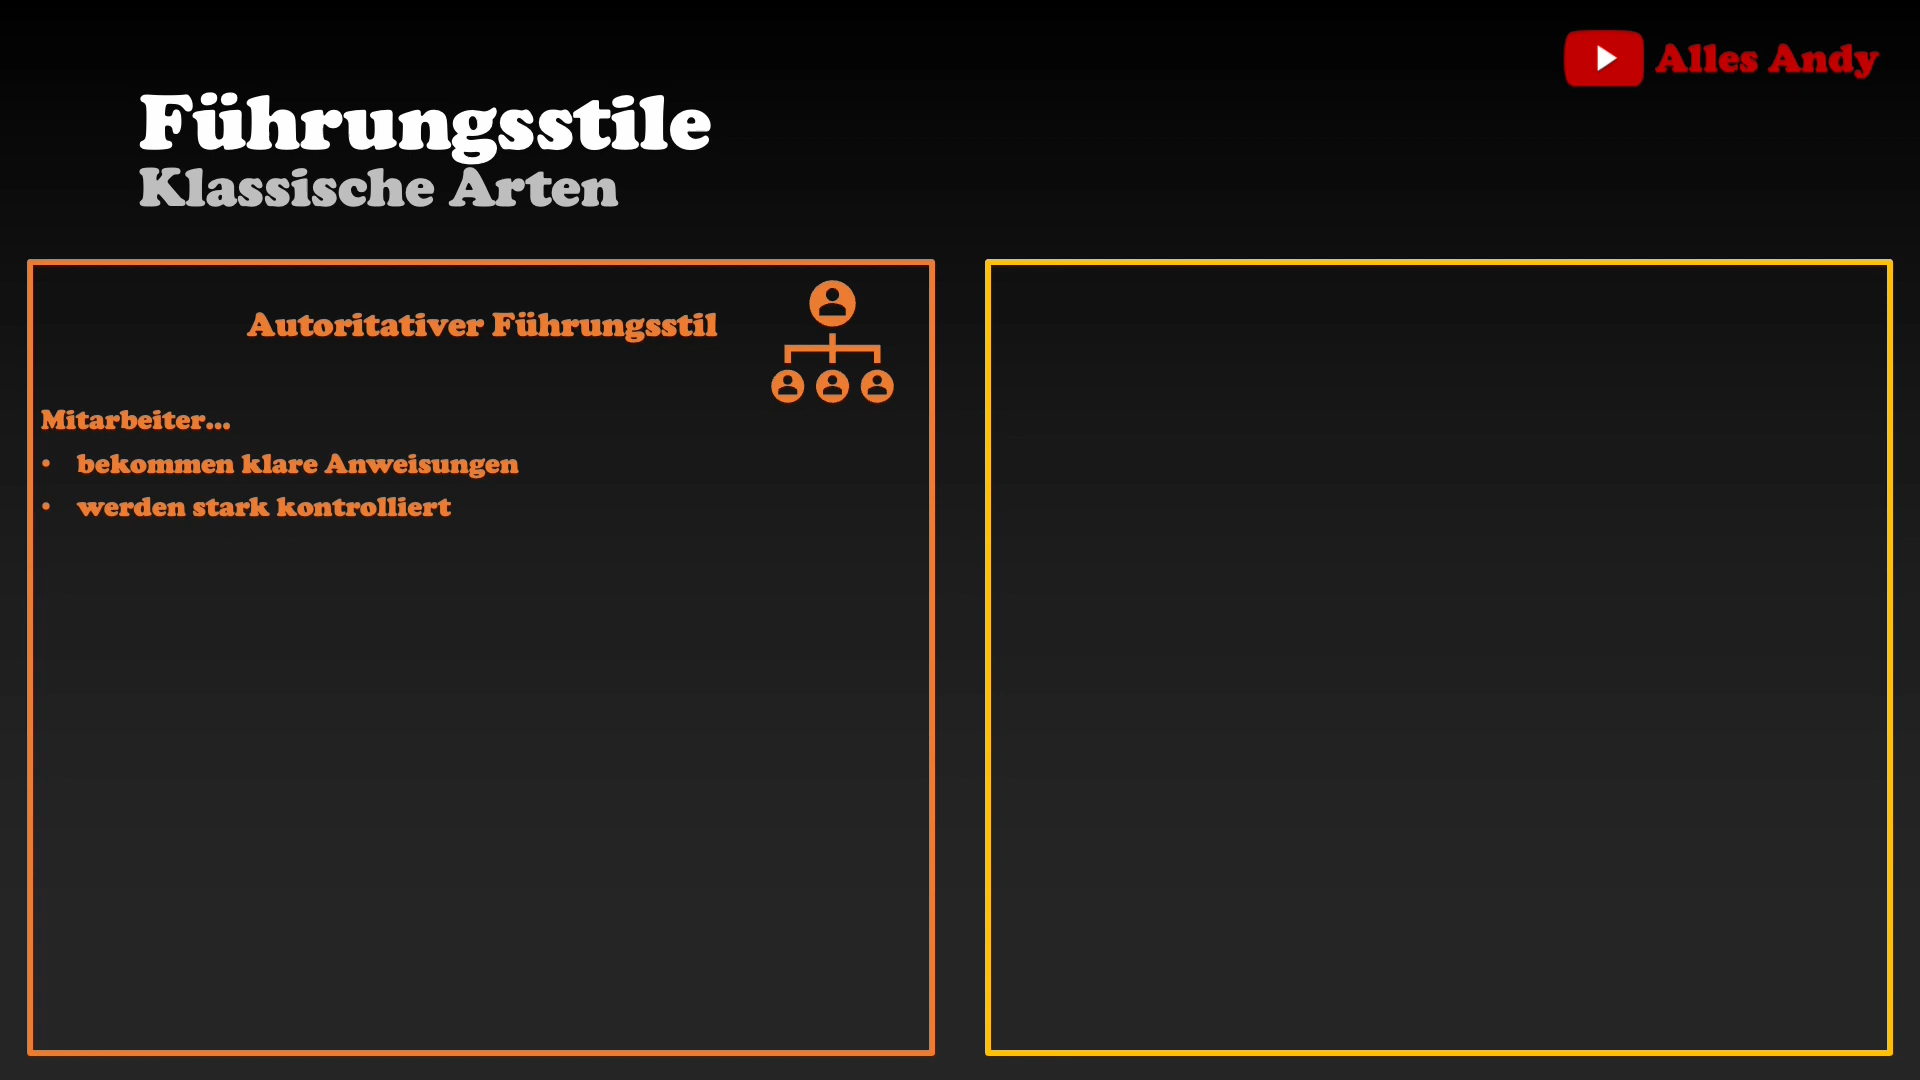 Alles Andy
Führungsstile
Klassische Arten
Autoritativer Führungsstil
Mitarbeiter...
• bekommen klare Anweisungen
• werden stark kontrolliert